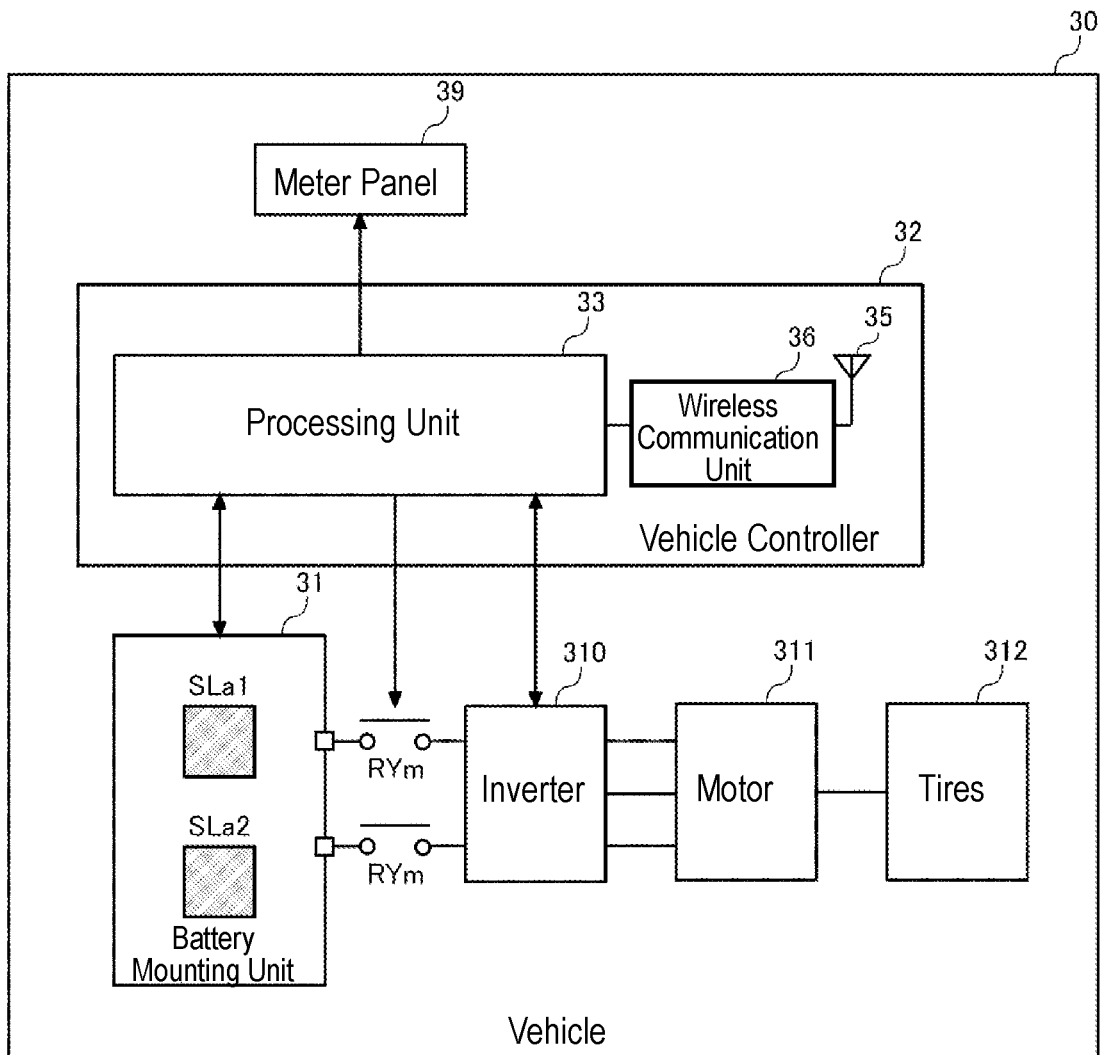 30
39
Meter Panel
32
33
36
35
Processing Unit
Wireless
Communication
Unit
Vehicle Controller
31
310
311
312
SLa1
RYm
Inverter
Motor
Tires
SLa2
RYm
Battery
Mounting Unit
Vehicle